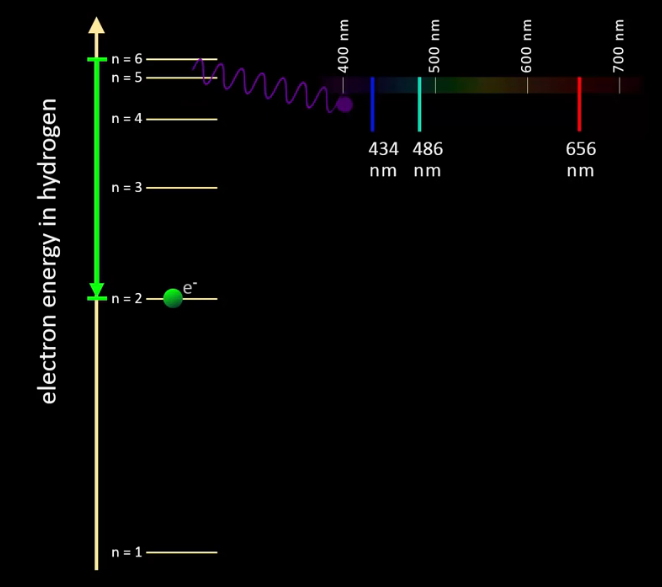 electron energy in hydrogen
n = 6
n = 5
n = 4
n = 3
n = 2
n = 1
e-
400 nm
500 nm
600 nm
700 nm
434 nm
486 nm
656 nm